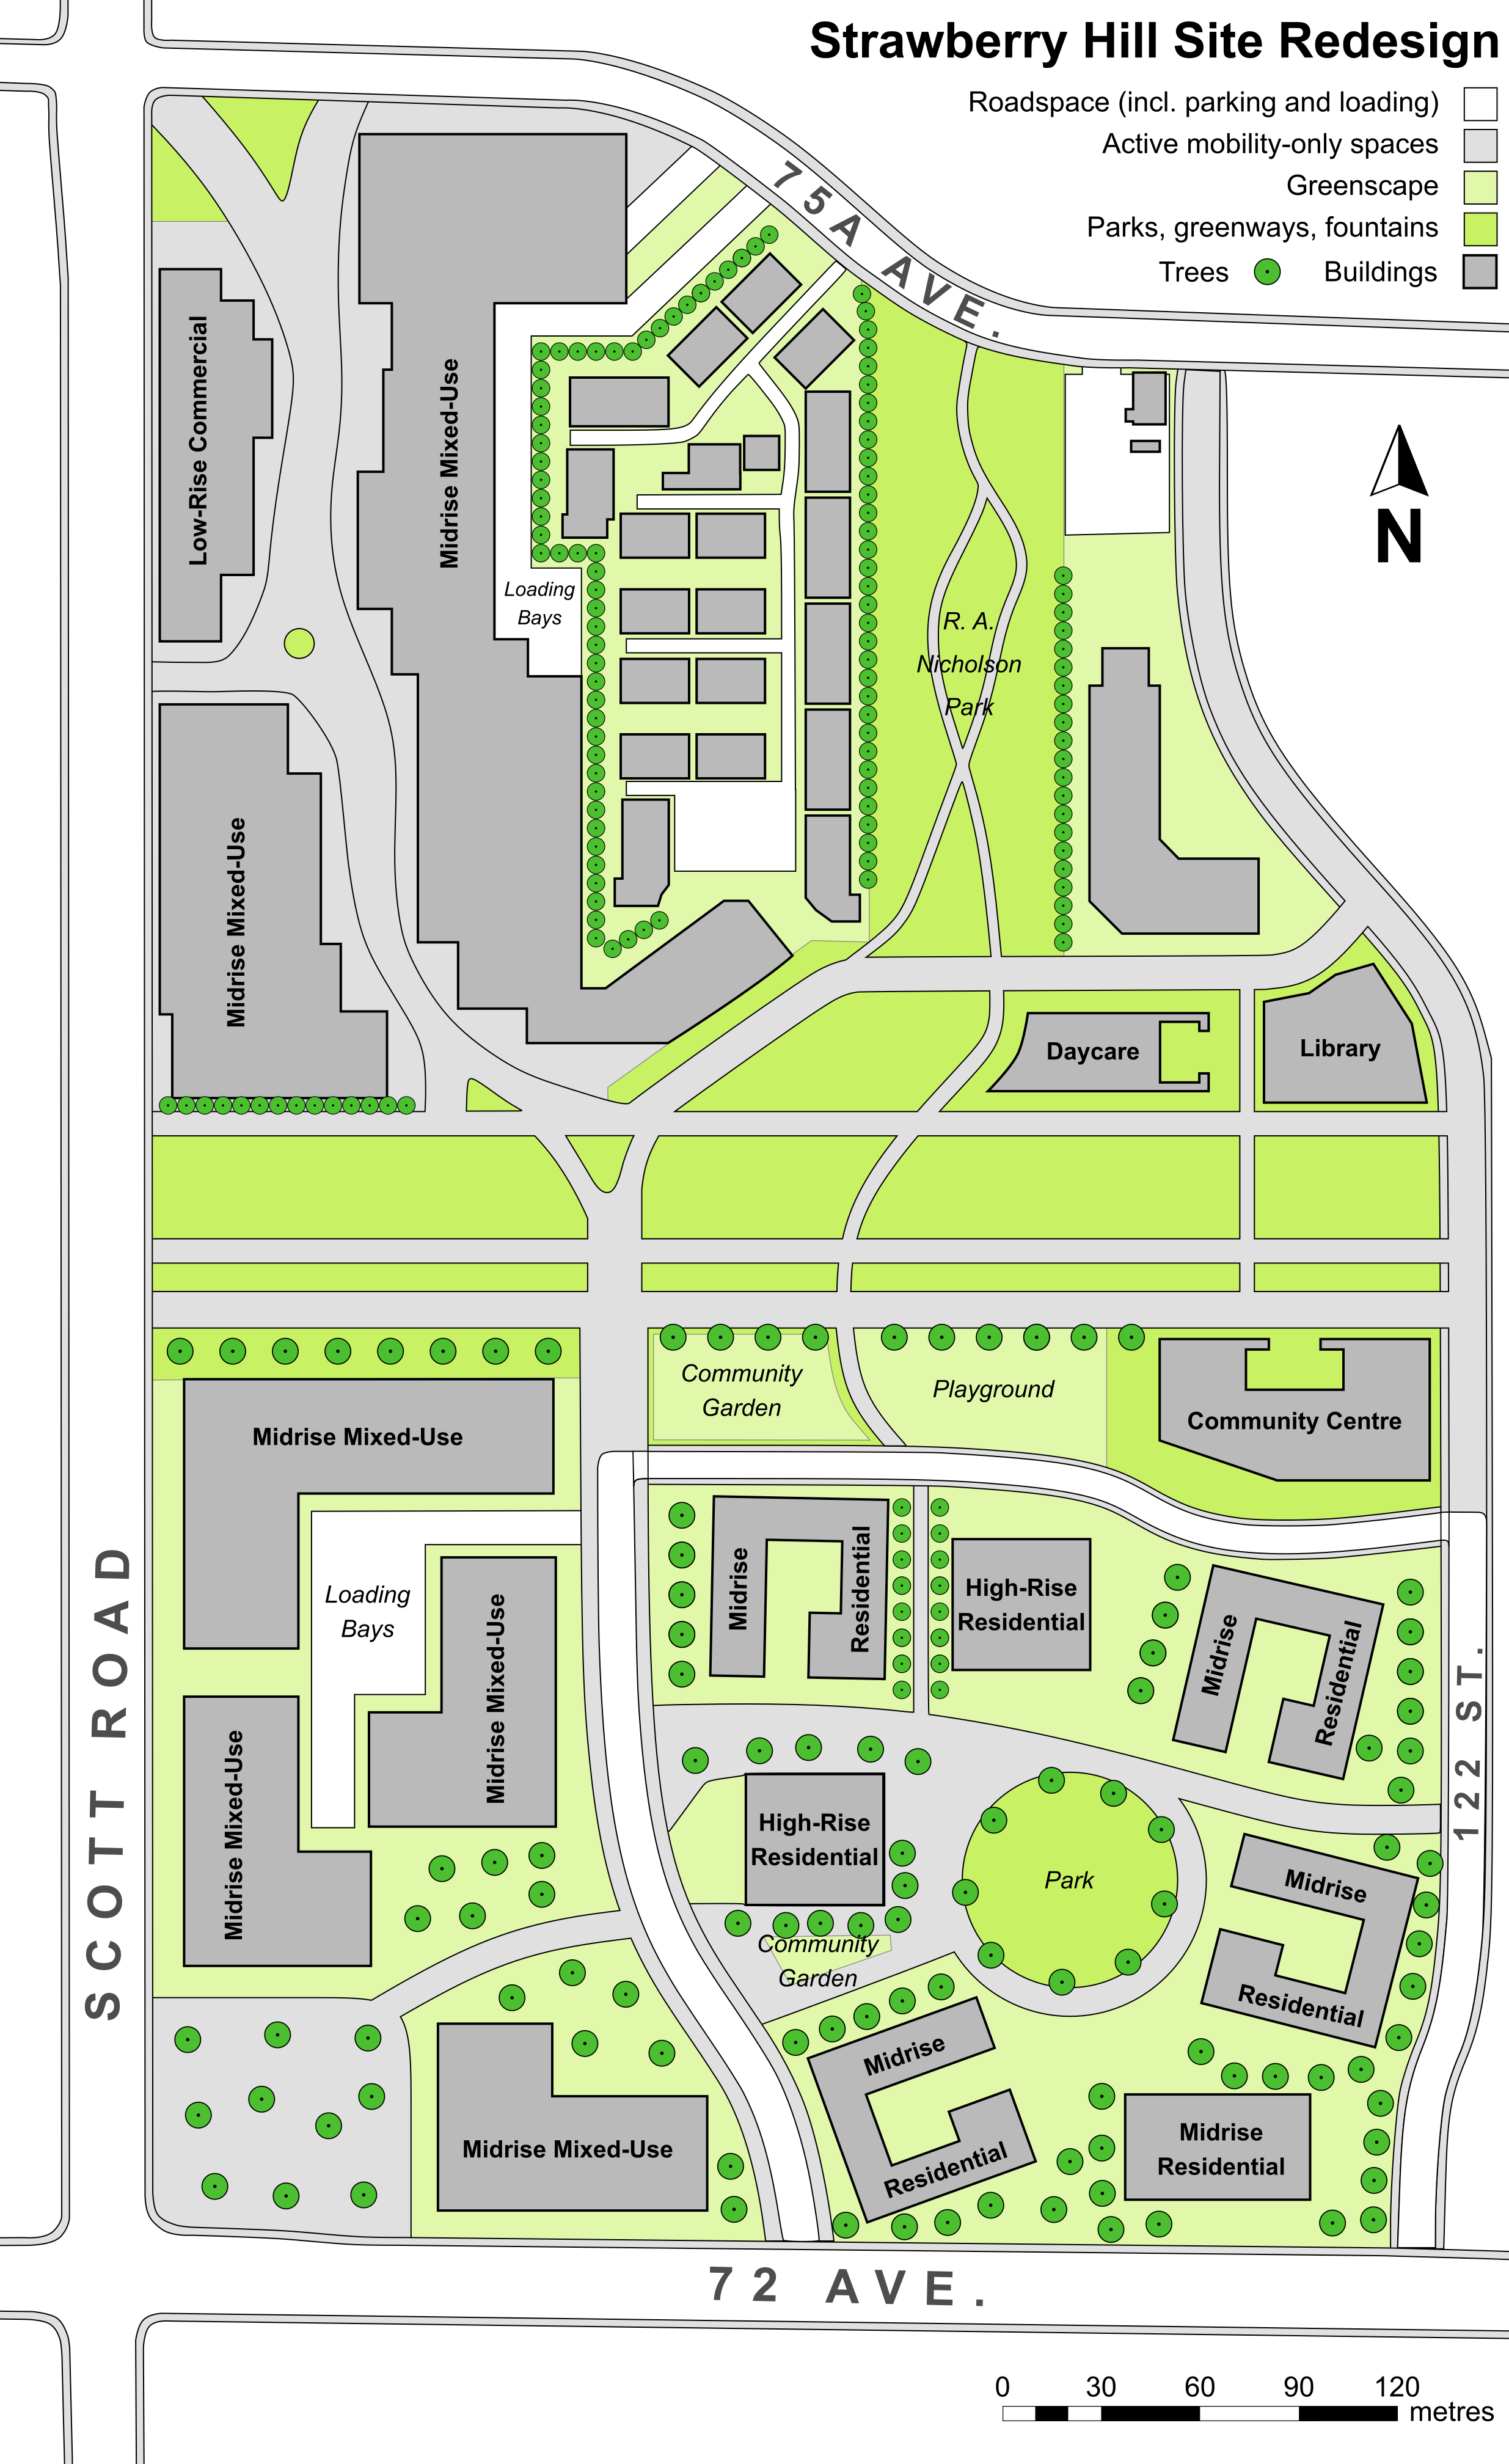 Strawberry Hill Site Redesign
Roadspace (incl. parking and loading)
Active mobility-only spaces
Greenscape
Parks, greenways, fountains
Trees
Buildings
75A AVE.
N
Low-Rise Commercial
Midrise Mixed-Use
Loading
Bays
R. A.
Nicholson
Park
Midrise Mixed-Use
Daycare
Library
Community
Garden
Playground
Community Centre
Midrise Mixed-Use
Loading
Bays
Midrise Mixed-Use
Midrise Mixed-Use
Midrise
Residential
High-Rise
Residential
Midrise
Residential
High-Rise
Residential
Park
Community
Garden
Midrise
Residential
Midrise
Residential
Midrise
Residential
Midrise Mixed-Use
SCOTT ROAD
122 ST.
72 AVE.
0 30 60 90 120
metres